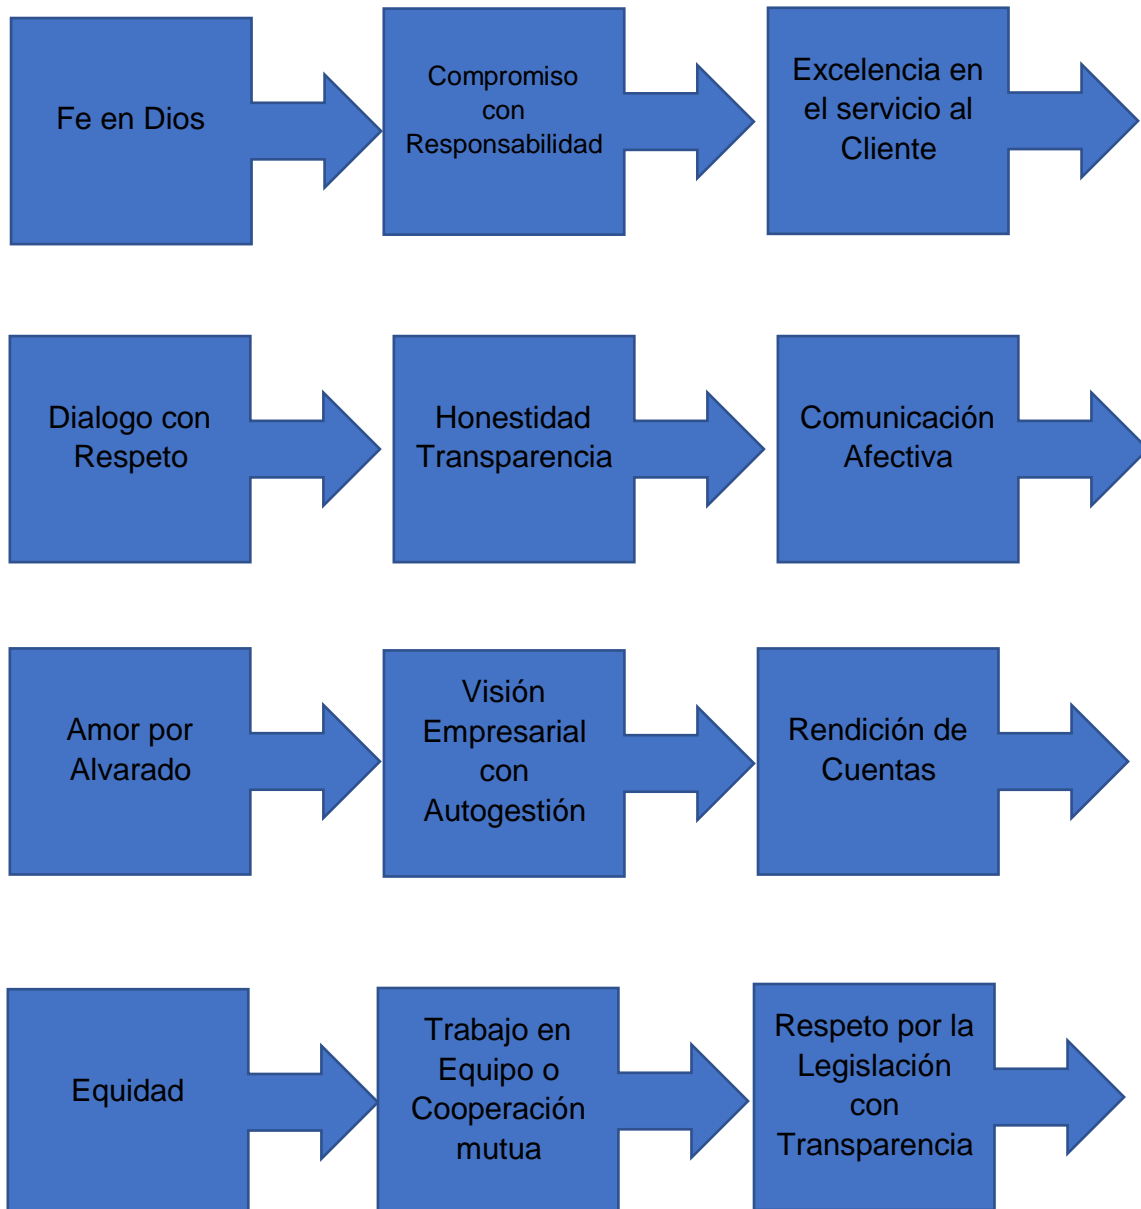 Fe en Dios
Compromiso
con
Responsabilidad
Excelencia en
el servicio al
Cliente
Dialogo con
Respeto
Honestidad
Transparencia
Comunicación
Afectiva
Amor por
Alvarado
Visión
Empresarial
con
Autogestión
Rendición de
Cuentas
Equidad
Trabajo en
Equipo o
Cooperación
mutua
Respeto por la
Legislación
con
Transparencia